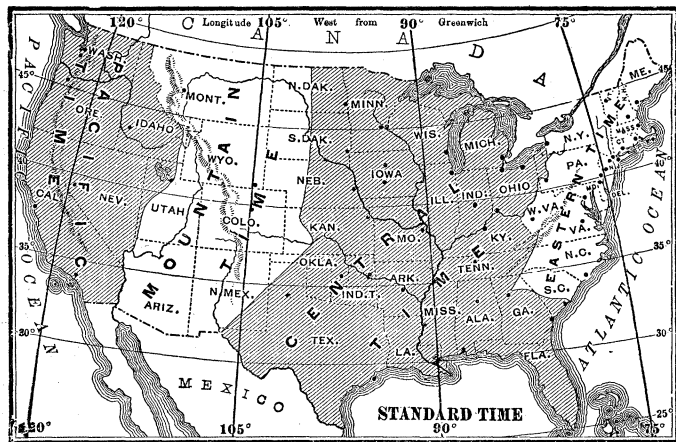 C A N A D A
Longitude West from Greenwich
120° 105° 90° 75°
45° 45°
40°
35° 35°
30° 30°
25° 25°
120° 105° 90° 75°
PACIFIC OCEAN
ATLANTIC OCEAN
MEXICO
PACIFIC TIME
MOUNTAIN TIME
CENTRAL TIME
EASTERN TIME
WASH.
ORE.
IDAHO
CAL.
NEV.
MONT.
WYO.
UTAH
COLO.
ARIZ.
N.MEX.
N.DAK.
S.DAK.
NEB.
KAN.
OKLA.
IND.T.
TEX.
MINN.
IOWA
MO.
ARK.
LA.
WIS.
MICH.
ILL.
IND.
OHIO
KY.
TENN.
MISS.
ALA.
GA.
FLA.
ME.
MASS
CT
N.Y.
PA.
DEL.
W.VA.
VA.
N.C.
S.C.
STANDARD TIME